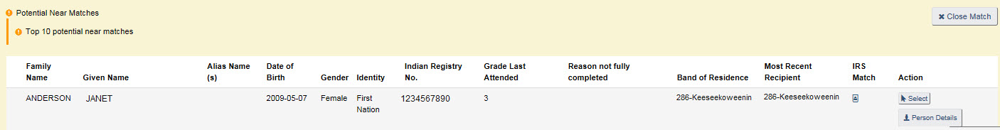 Potential Near Matches
Close Match
Top 10 potential near matches
Family Name Given Name Alias Name (s) Date of Birth Gender Identity Indian Registry No. Grade Last Attended Reason not fully completed Band of Residence Most Recent Recipient IRS Match Action
ANDERSON JANET 2009-05-07 Female First Nation 1234567890 3 286-Keeseekoweenin 286-Keeseekoweenin Select
Person Details